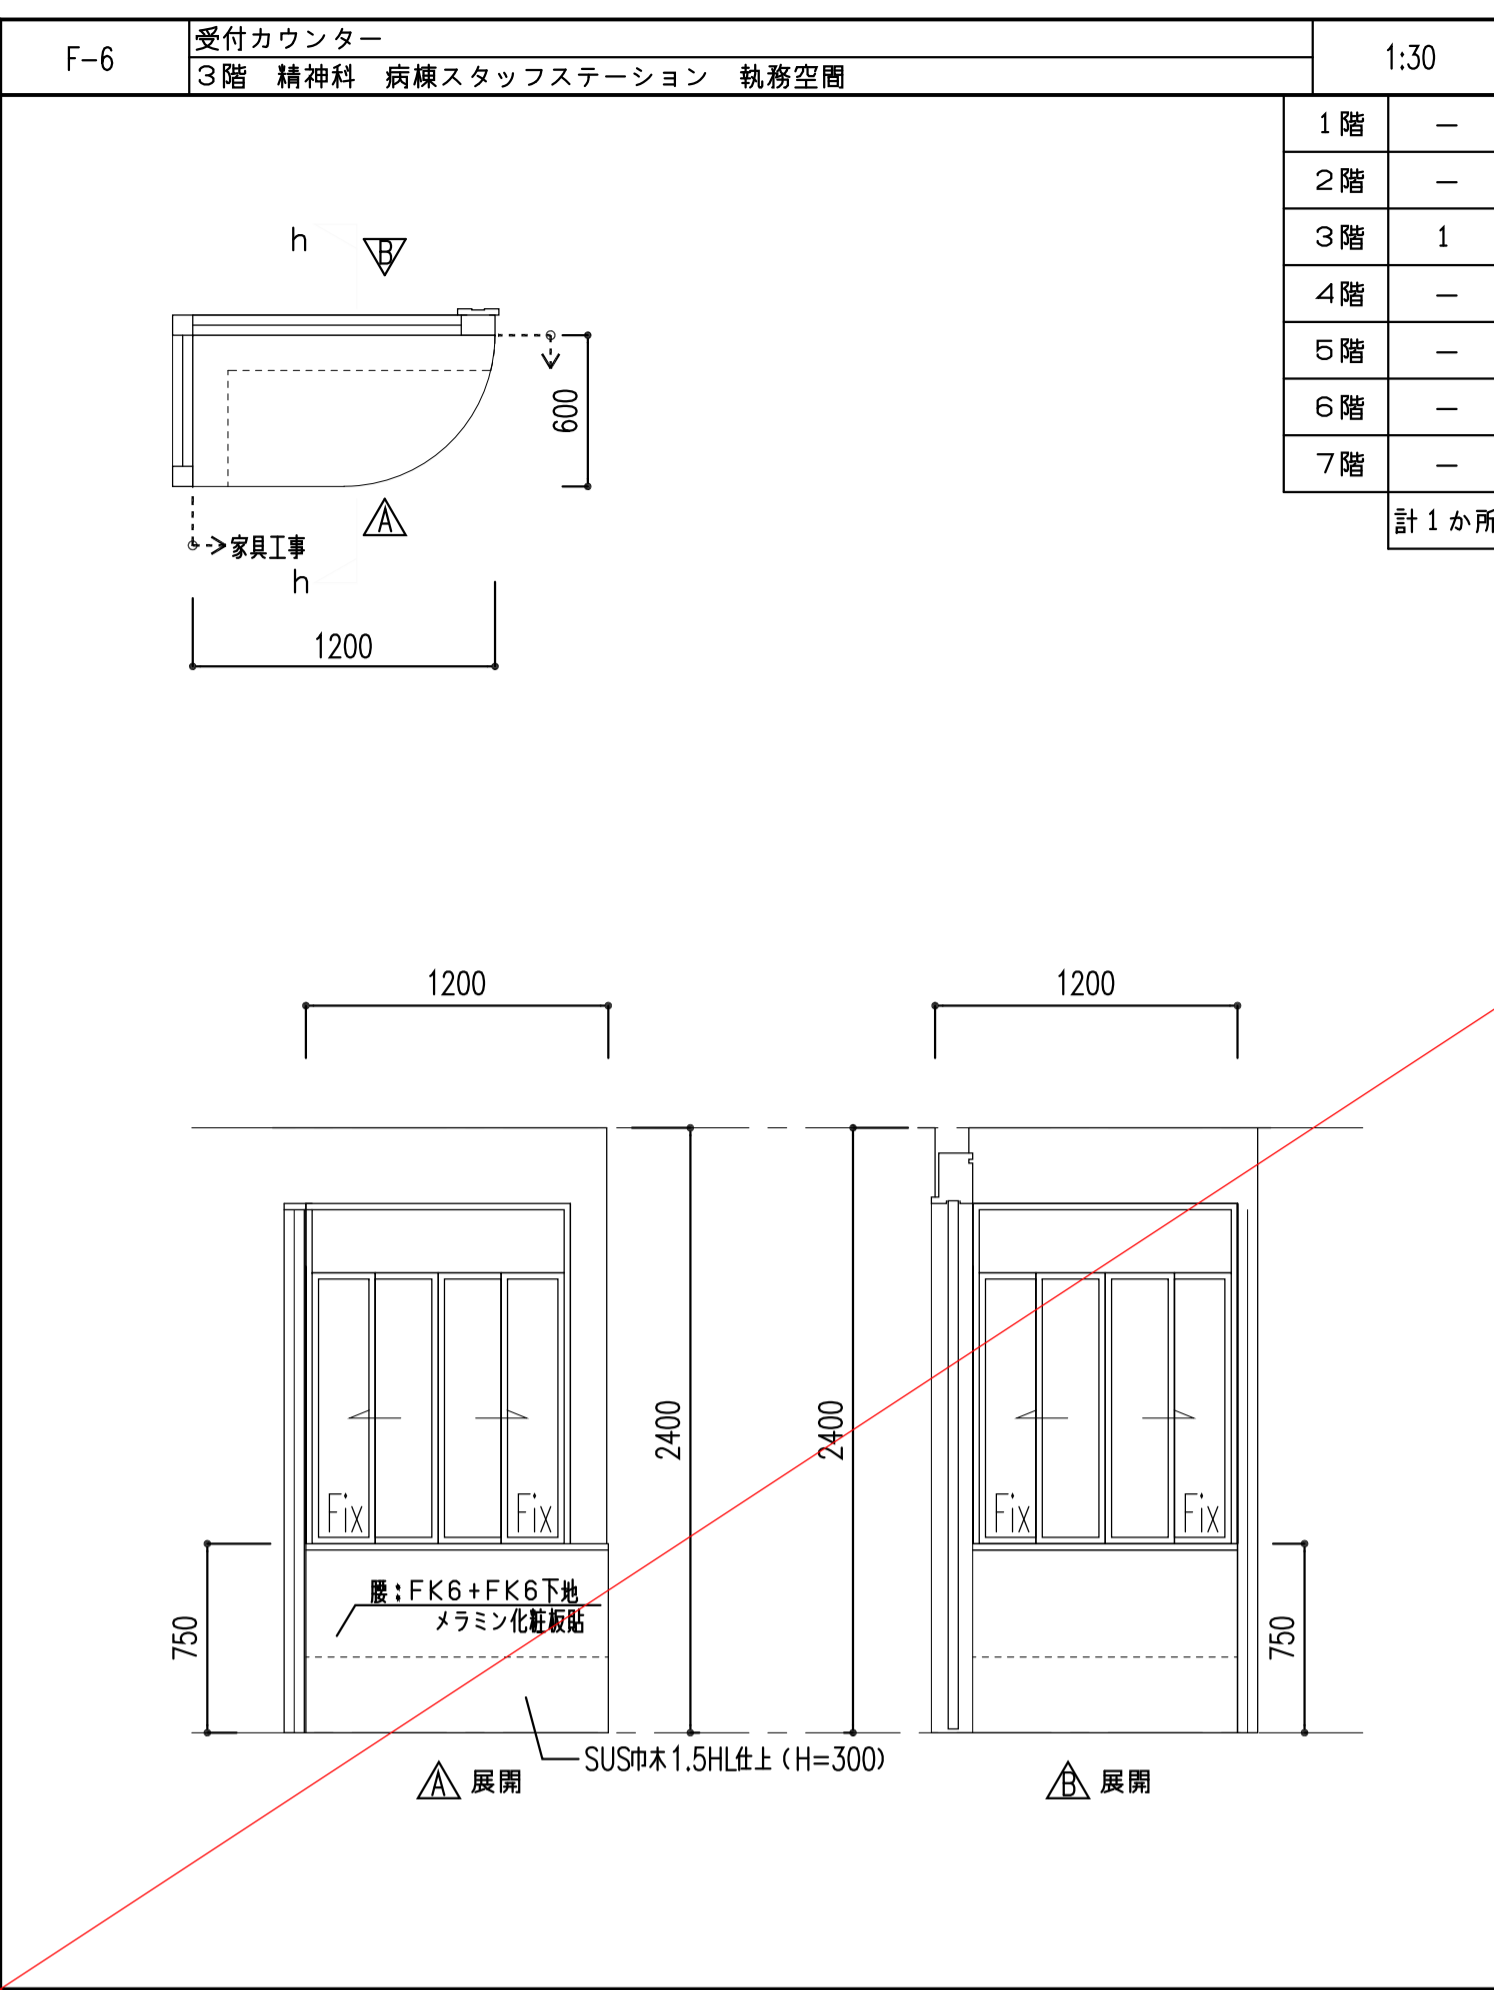 F-6
受付カウンター
3階 精神科 病棟スタッフステーション 執務空間
1:30
1階 —
2階 —
3階 1
4階 —
5階 —
6階 —
7階 —
計1か所
h
B
600
A
家具工事
h
1200
1200
1200
2400
2400
Fix
Fix
Fix
Fix
腰:FK6+FK6下地
メラミン化粧板貼
750
750
SUS巾木1.5HL仕上(H=300)
A 展開
B 展開